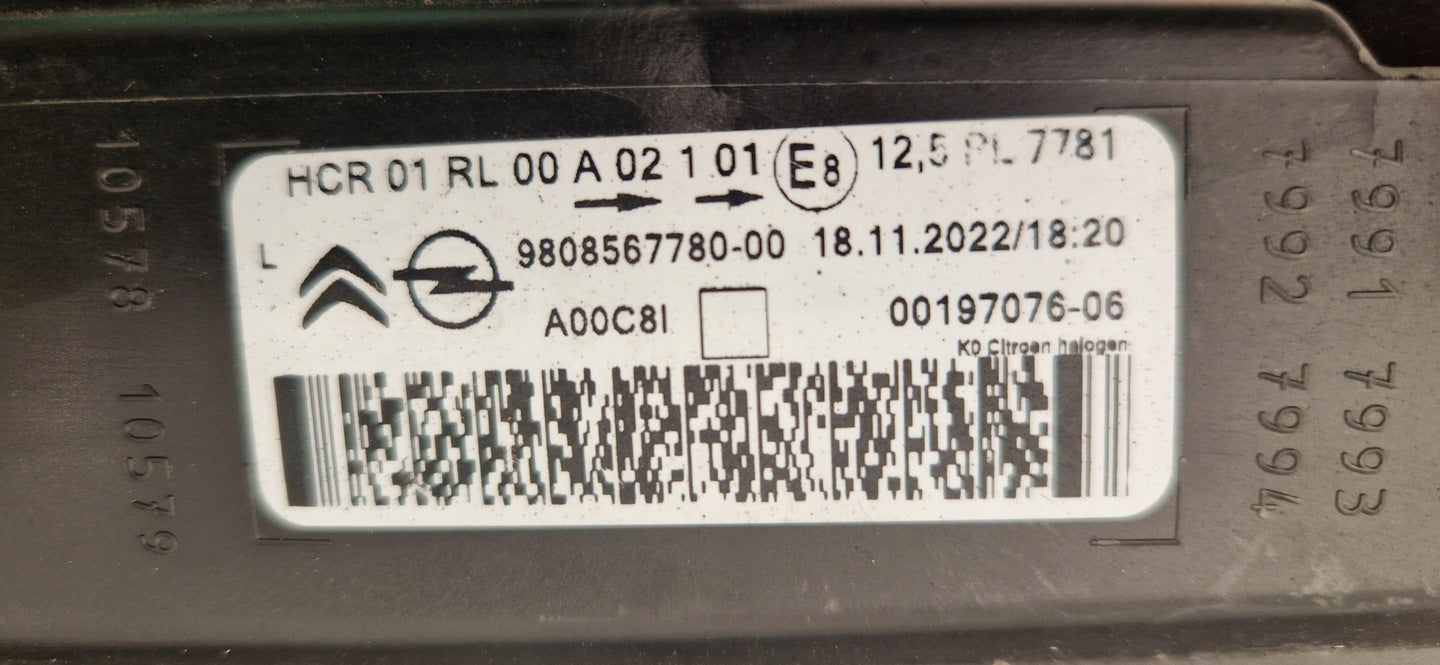 HCR 01 RL 00 A 02 1 01 E8 12,5 PL 7781
L 9808567780-00 18.11.2022/18:20
A00C8I 00197076-06
K0 Citroen halogen
10578 10579
7991 7993
7992 7994